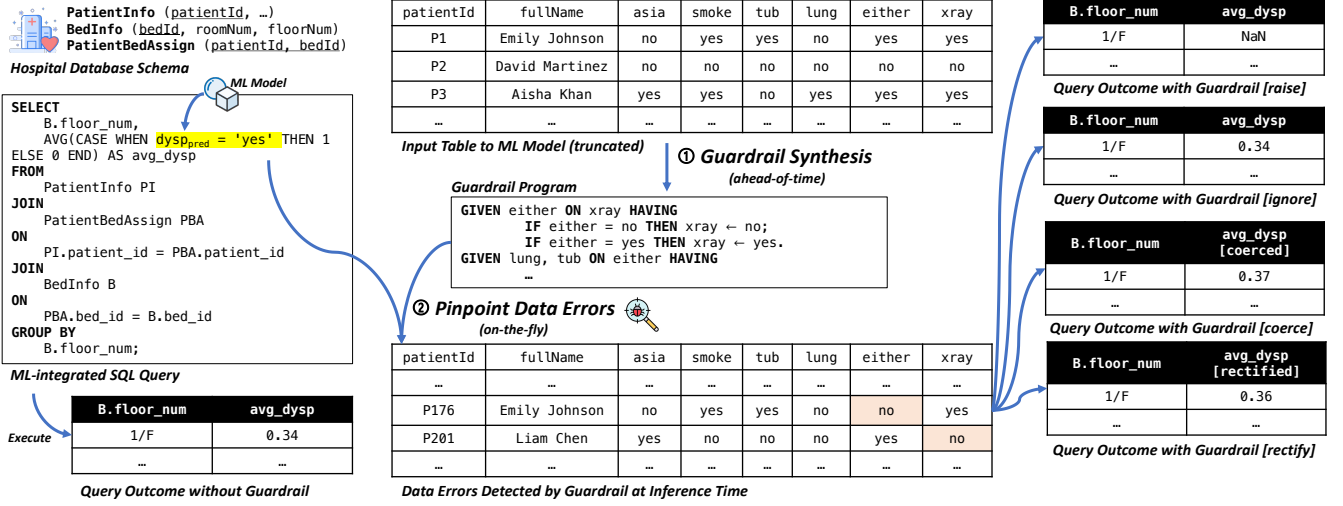 PatientInfo (patientId, …)
BedInfo (bedId, roomNum, floorNum)
PatientBedAssign (patientId, bedId)
Hospital Database Schema
ML Model
SELECT
B.floor_num,
AVG(CASE WHEN dysp_pred = 'yes' THEN 1
ELSE 0 END) AS avg_dysp
FROM
PatientInfo PI
JOIN
PatientBedAssign PBA
ON
PI.patient_id = PBA.patient_id
JOIN
BedInfo B
ON
PBA.bed_id = B.bed_id
GROUP BY
B.floor_num;
ML-integrated SQL Query
Execute
B.floor_num avg_dysp
1/F 0.34
… …
Query Outcome without Guardrail
patientId fullName asia smoke tub lung either xray
P1 Emily Johnson no yes yes no yes yes
P2 David Martinez no no no no no no
P3 Aisha Khan yes yes no yes yes yes
… … … … … … … …
Input Table to ML Model (truncated)
① Guardrail Synthesis
(ahead-of-time)
Guardrail Program
GIVEN either ON xray HAVING
IF either = no THEN xray ← no;
IF either = yes THEN xray ← yes.
GIVEN lung, tub ON either HAVING
…
② Pinpoint Data Errors
(on-the-fly)
patientId fullName asia smoke tub lung either xray
… … … … … … … …
P176 Emily Johnson no yes yes no no yes
P201 Liam Chen yes no no no yes no
… … … … … … … …
Data Errors Detected by Guardrail at Inference Time
B.floor_num avg_dysp
1/F NaN
… …
Query Outcome with Guardrail [raise]
B.floor_num avg_dysp
1/F 0.34
… …
Query Outcome with Guardrail [ignore]
B.floor_num avg_dysp
[coerced]
1/F 0.37
… …
Query Outcome with Guardrail [coerce]
B.floor_num avg_dysp
[rectified]
1/F 0.36
… …
Query Outcome with Guardrail [rectify]